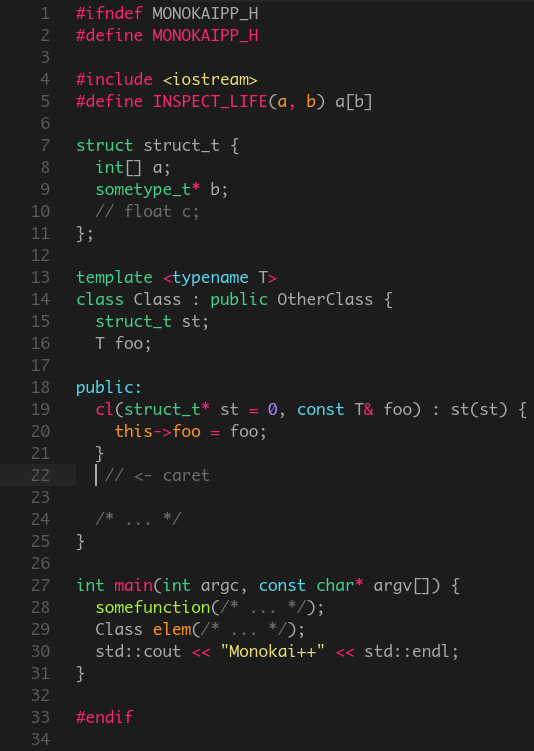 1 #ifndef MONOKAIPP_H
2 #define MONOKAIPP_H
3
4 #include <iostream>
5 #define INSPECT_LIFE(a, b) a[b]
6
7 struct struct_t {
8   int[] a;
9   sometype_t* b;
10   // float c;
11 };
12
13 template <typename T>
14 class Class : public OtherClass {
15   struct_t st;
16   T foo;
17
18 public:
19   cl(struct_t* st = 0, const T& foo) : st(st) {
20     this->foo = foo;
21   }
22   // <- caret
23
24   /* ... */
25 }
26
27 int main(int argc, const char* argv[]) {
28   somefunction(/* ... */);
29   Class elem(/* ... */);
30   std::cout << "Monokai++" << std::endl;
31 }
32
33 #endif
34